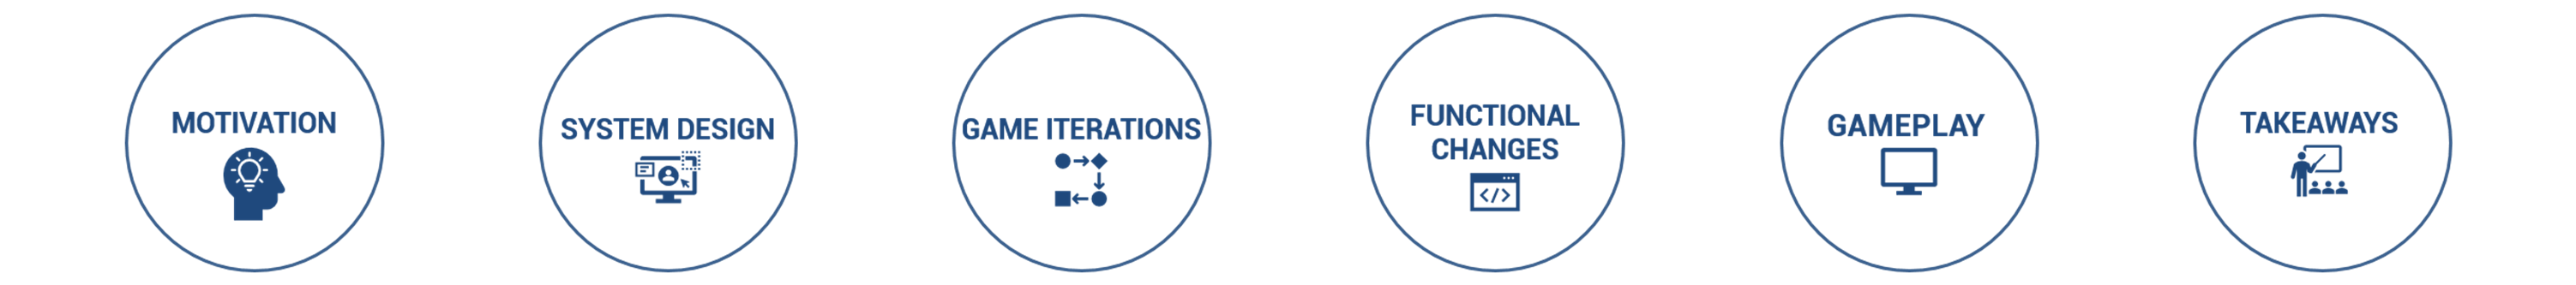 MOTIVATION
SYSTEM DESIGN
GAME ITERATIONS
FUNCTIONAL
CHANGES
</>
GAMEPLAY
TAKEAWAYS